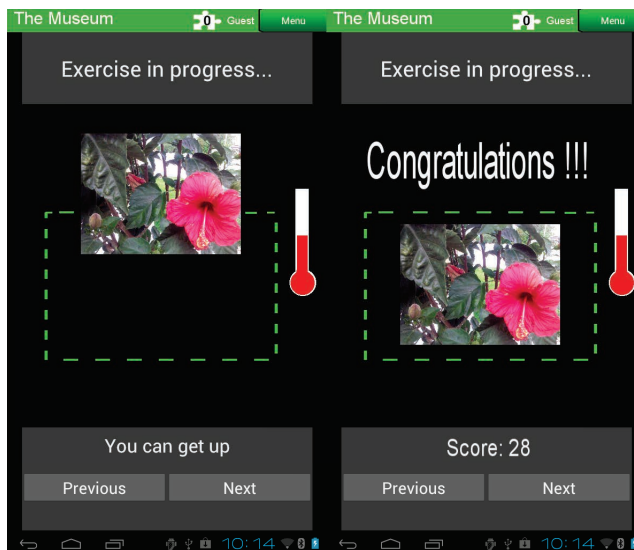 The Museum 0 Guest Menu
Exercise in progress...
You can get up
Previous Next
10:14
The Museum 0 Guest Menu
Exercise in progress...
Congratulations !!!
Score: 28
Previous Next
10:14